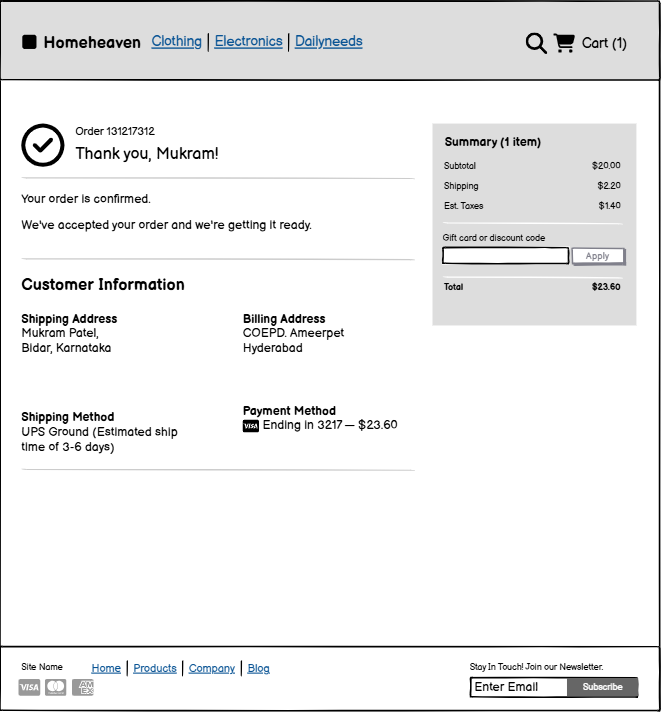 Homeheaven Clothing Electronics Dailyneeds Cart (1)
Order 131217312
Thank you, Mukram!
Your order is confirmed.
We've accepted your order and we're getting it ready.
Customer Information
Shipping Address
Mukram Patel,
Bidar, Karnataka
Billing Address
COEPD. Ameerpet
Hyderabad
Shipping Method
UPS Ground (Estimated ship
time of 3-6 days)
Payment Method
VISA Ending in 3217 — $23.60
Summary (1 item)
Subtotal $20.00
Shipping $2.20
Est. Taxes $1.40
Gift card or discount code
Apply
Total $23.60
Site Name Home Products Company Blog
VISA AM EX
Stay In Touch! Join our Newsletter.
Enter Email Subscribe